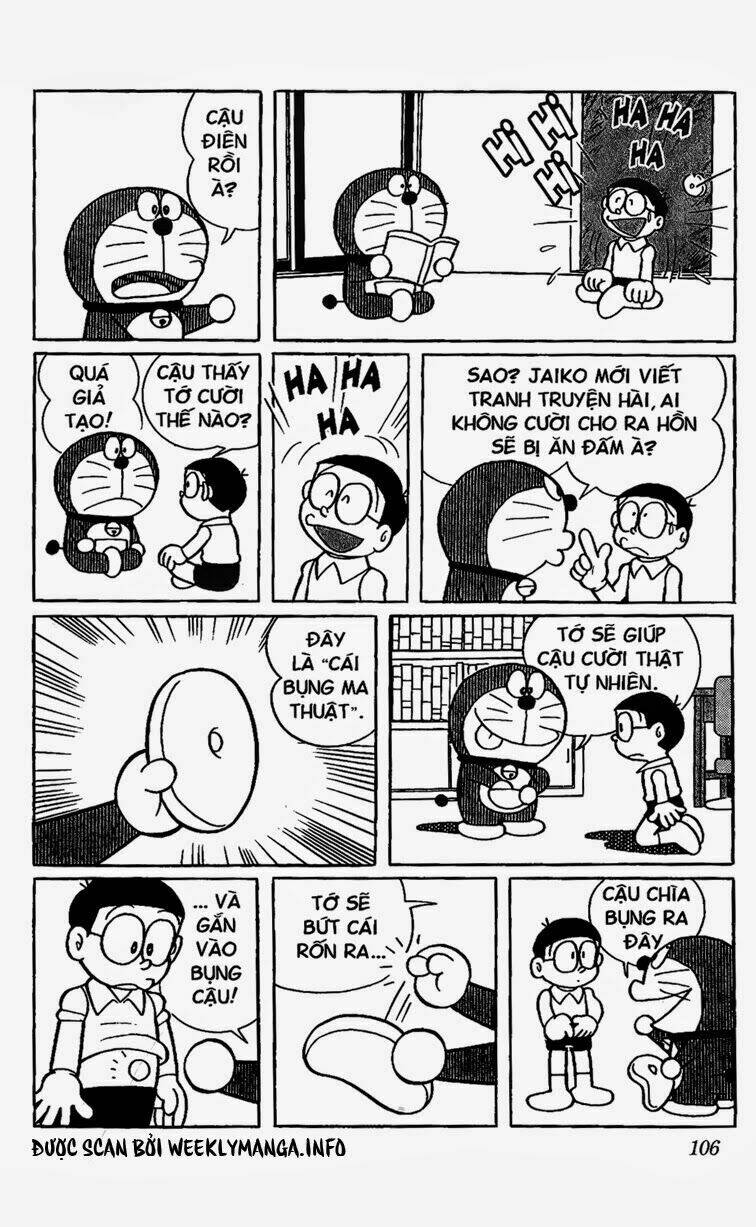 HA HA
HA
Hi Hi
Hi Hi
CẬU
ĐIÊN
RỒI
À?
SAO? JAIKO MỚI VIẾT
TRANH TRUYỆN HÀI, AI
KHÔNG CƯỜI CHO RA HỒN
SẼ BỊ ĂN ĐẤM À?
HA HA
HA
CẬU THẤY
TỚ CƯỜI
THẾ NÀO?
QUÁ
GIẢ
TẠO!
TỚ SẼ GIÚP
CẬU CƯỜI THẬT
TỰ NHIÊN.
ĐÂY
LÀ "CÁI
BỤNG MA
THUẬT".
CẬU CHÌA
BỤNG RA
ĐÂY
TỚ SẼ
BỨT CÁI
RỐN RA...
... VÀ
GẮN
VÀO
BỤNG
CẬU!
ĐƯỢC SCAN BỞI WEEKLYMANGA.INFO
106